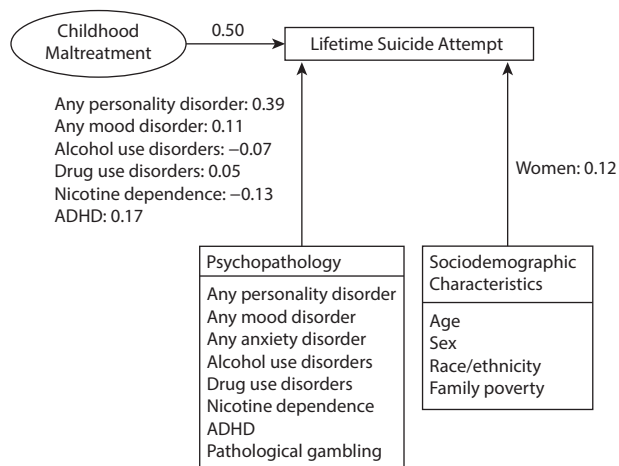 Childhood
Maltreatment
0.50
Lifetime Suicide Attempt
Any personality disorder: 0.39
Any mood disorder: 0.11
Alcohol use disorders: −0.07
Drug use disorders: 0.05
Nicotine dependence: −0.13
ADHD: 0.17
Women: 0.12
Psychopathology
Any personality disorder
Any mood disorder
Any anxiety disorder
Alcohol use disorders
Drug use disorders
Nicotine dependence
ADHD
Pathological gambling
Sociodemographic
Characteristics
Age
Sex
Race/ethnicity
Family poverty